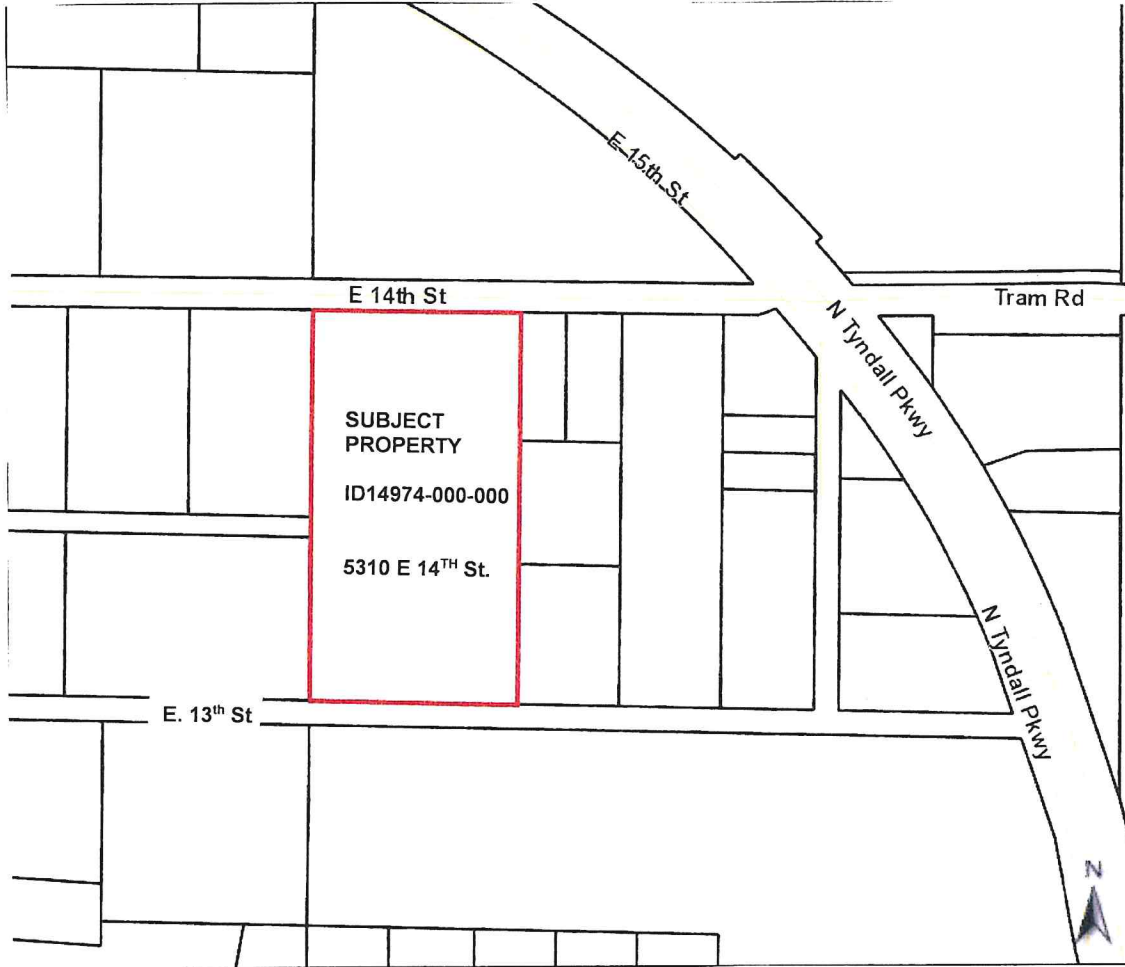 E. 15th St
E 14th St
Tram Rd
N Tyndall Pkwy
SUBJECT
PROPERTY
ID14974-000-000
5310 E 14TH St.
N Tyndall Pkwy
E. 13th St
N